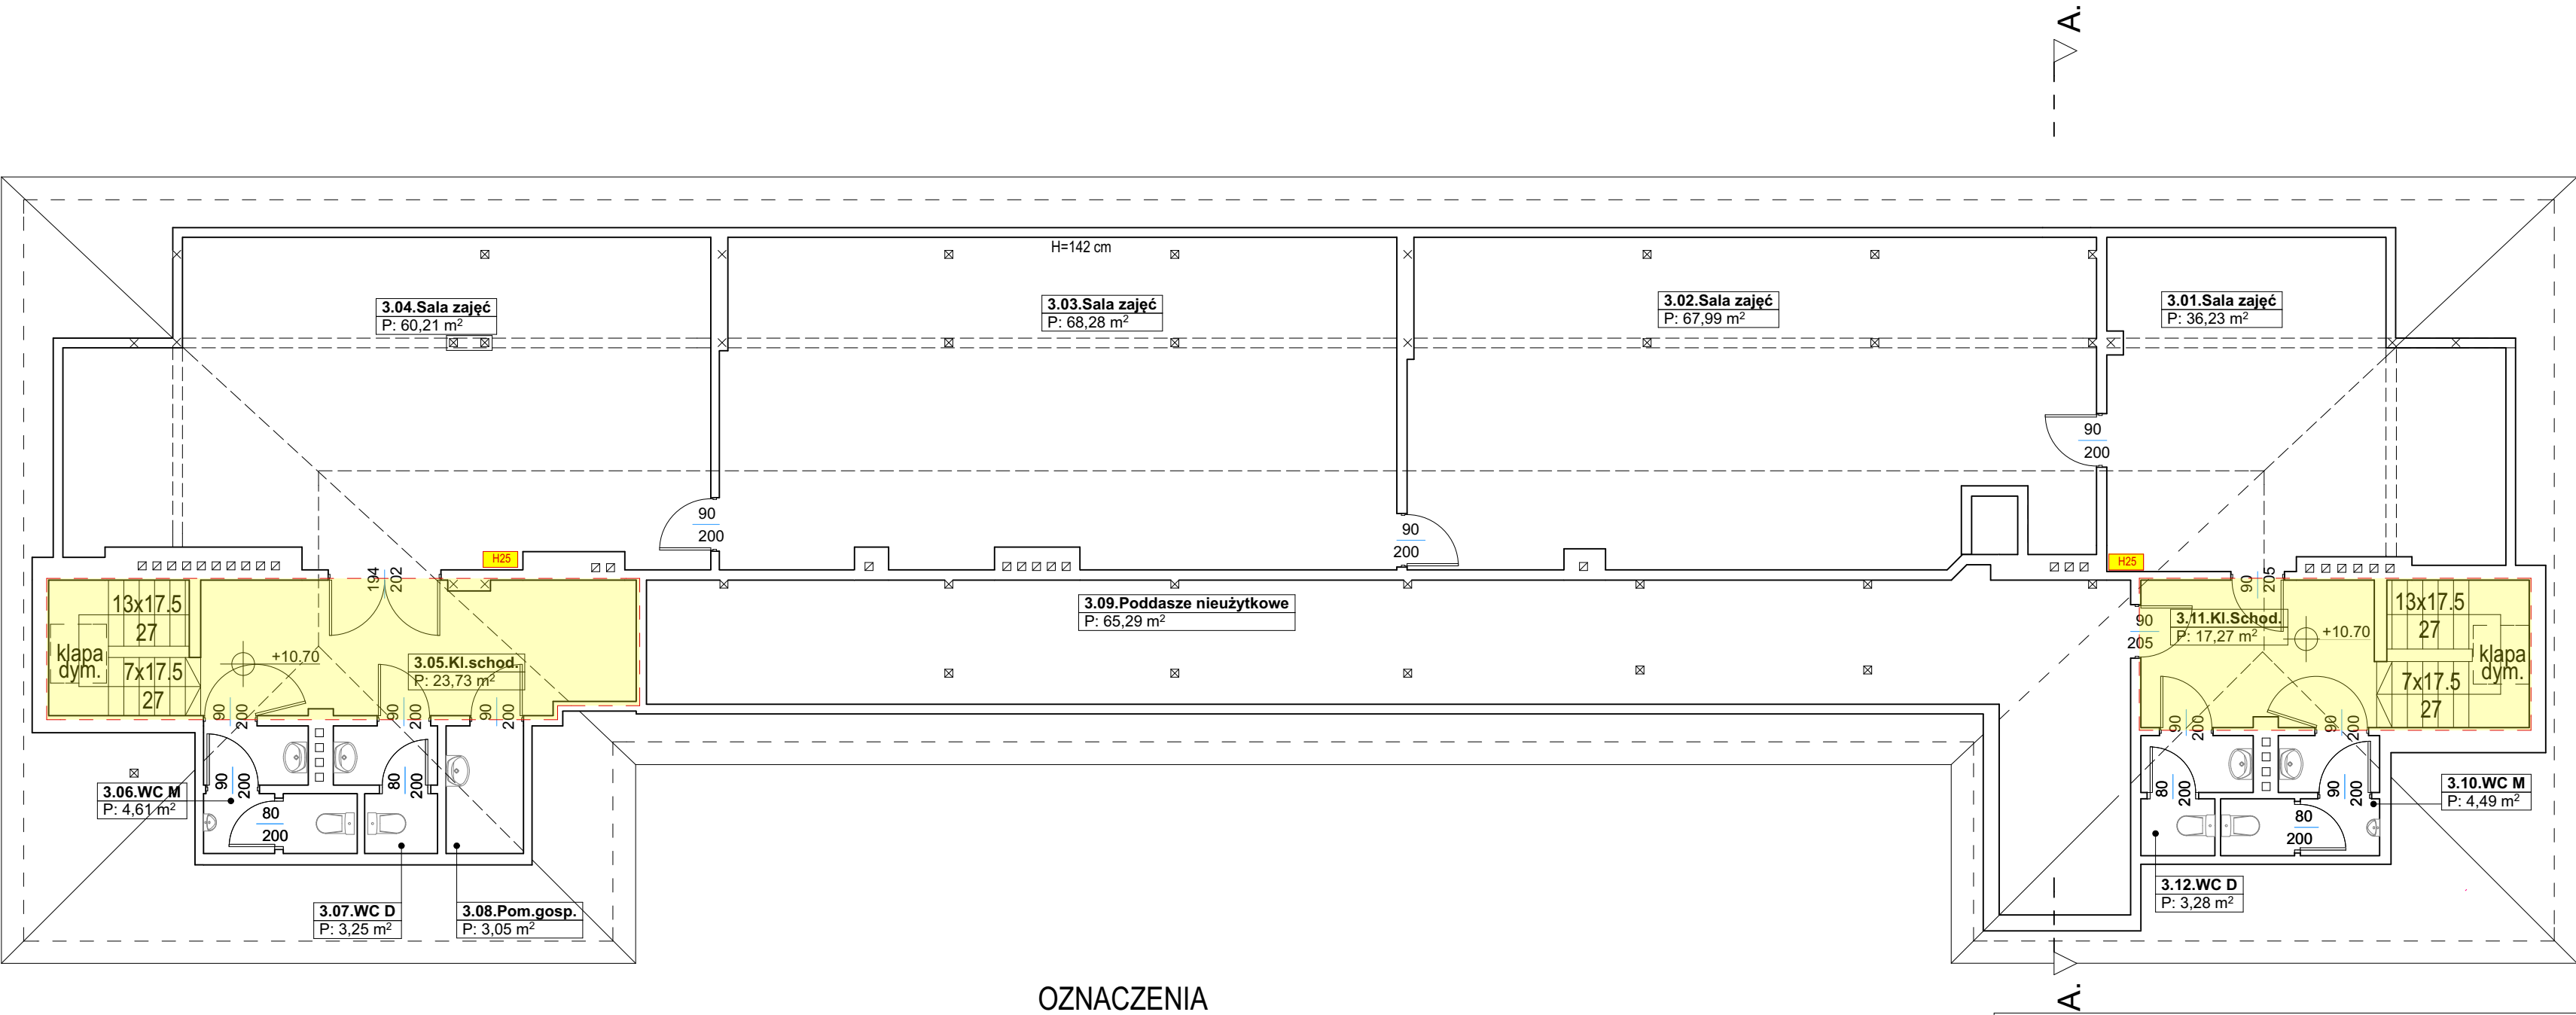 A.
H=142 cm
3.04.Sala zajęć
P: 60,21 m²
3.03.Sala zajęć
P: 68,28 m²
3.02.Sala zajęć
P: 67,99 m²
3.01.Sala zajęć
P: 36,23 m²
90
200
90
200
90
200
H25
H25
194
202
90
205
13x17.5
27
klapa
dym.
7x17.5
27
+10.70
3.05.Kl.schod.
P: 23,73 m²
3.09.Poddasze nieużytkowe
P: 65,29 m²
90
205
3.11.Kl.Schod.
P: 17,27 m²
+10.70
13x17.5
27
klapa
dym.
7x17.5
27
90
200
90
200
90
200
90
200
90
200
90
200
80
200
80
200
90
200
3.06.WC M
P: 4,61 m²
80
200
80
200
3.10.WC M
P: 4,49 m²
3.07.WC D
P: 3,25 m²
3.08.Pom.gosp.
P: 3,05 m²
3.12.WC D
P: 3,28 m²
OZNACZENIA
A.